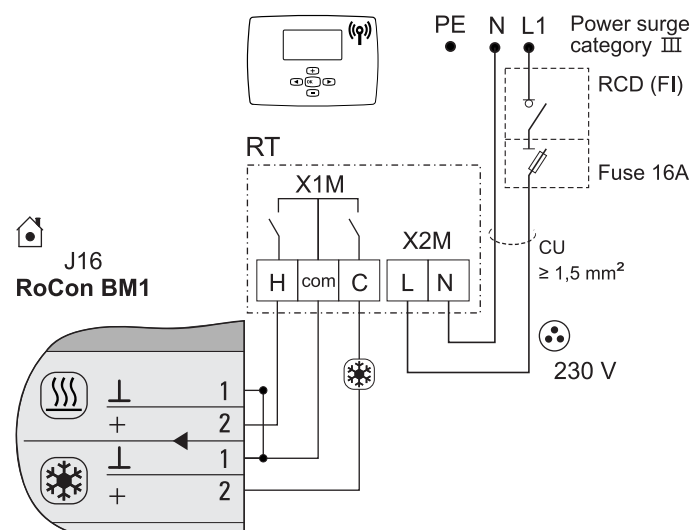 PE N L1 Power surge
category III
RCD (FI)
Fuse 16A
OK
RT
X1M
X2M
H com C L N
CU
≥ 1,5 mm²
230 V
J16
RoCon BM1
⊥ 1
+ 2
⊥ 1
+ 2